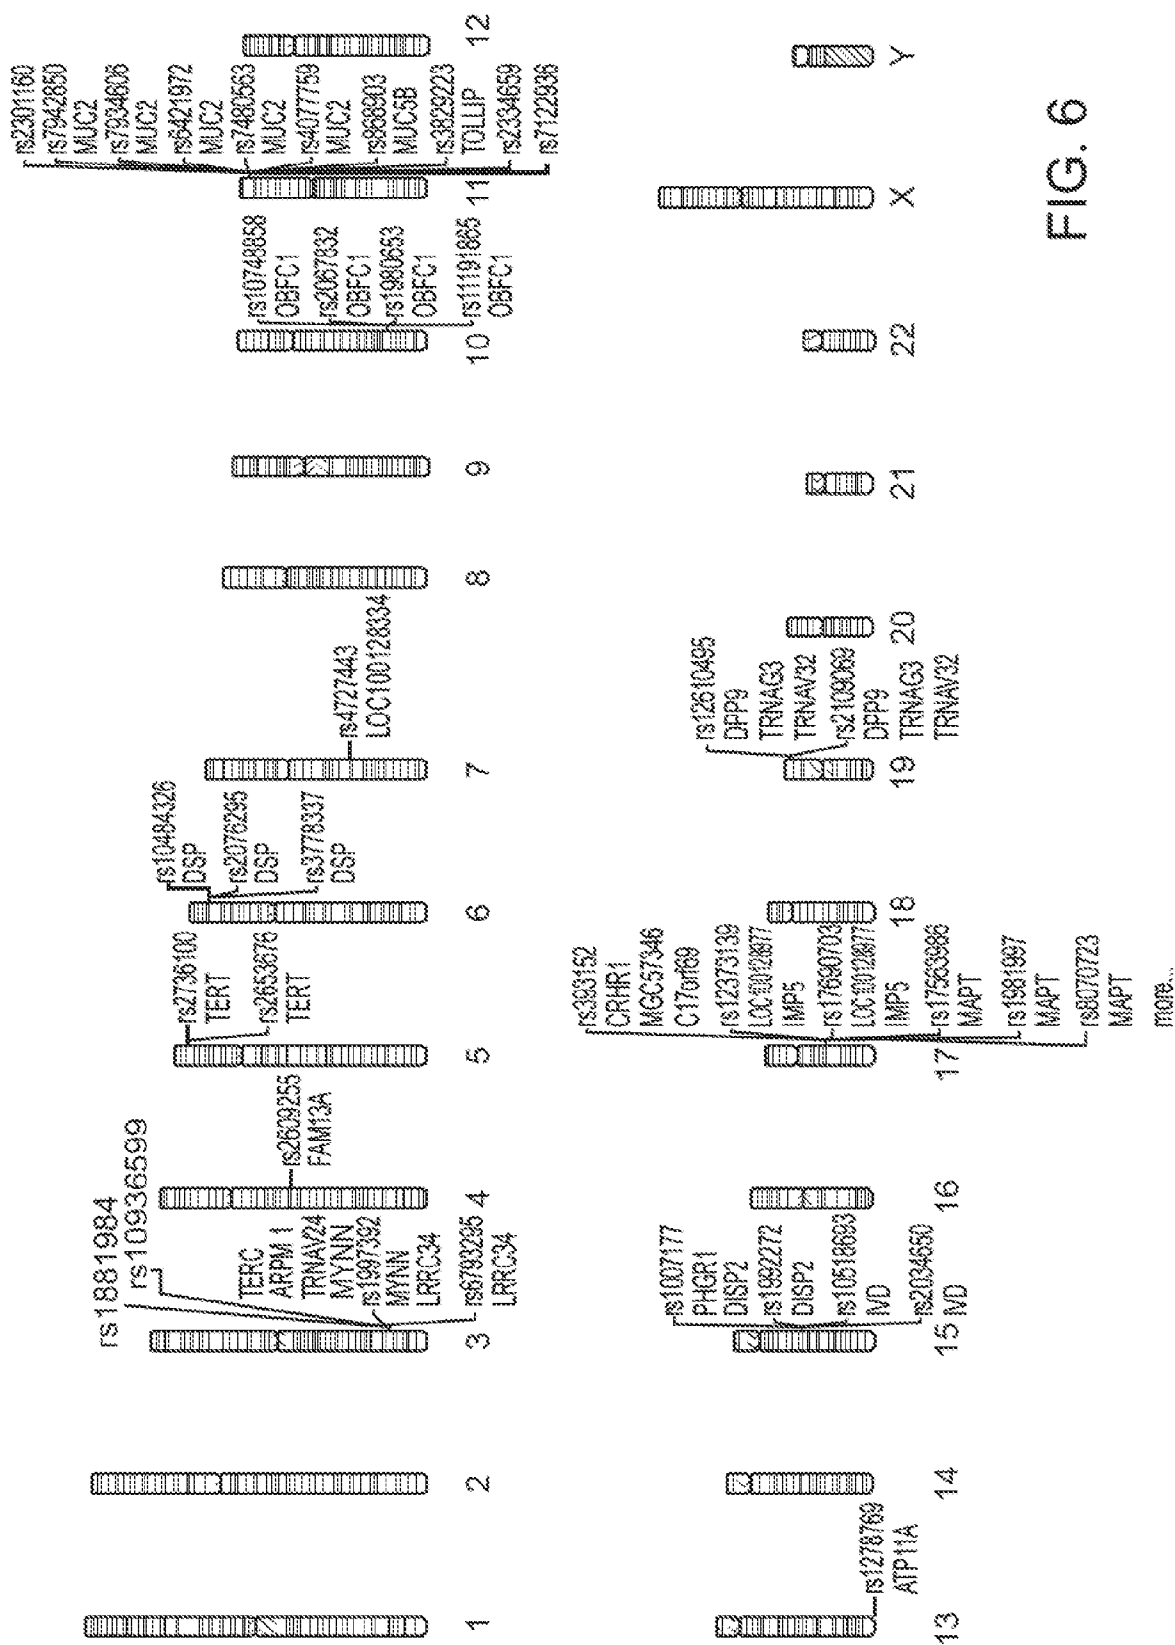 rs1881984
rs10936599
TERC
ARPM 1
TRNAV24
MYNN
rs1997392
MYNN
LRRC34
rs6793295
LRRC34
rs2609255
FAM13A
rs2736100
TERT
rs2853676
TERT
rs10484326
DSP
rs2076295
DSP
rs3778337
DSP
rs4727443
LOC100128334
rs10748858
OBFC1
rs2067832
OBFC1
rs1980653
OBFC1
rs11191865
OBFC1
rs2301160
rs7942850
MUC2
rs7934606
MUC2
rs6421972
MUC2
rs7480563
MUC2
rs4077759
MUC2
rs868903
MUC5B
rs3829223
TOLLIP
rs2334659
rs7122936
1
2
3
4
5
6
7
8
9
10
11
12
rs1278769
ATP11A
rs1007177
PHGR1
DISP2
rs1992272
DISP2
rs10518693
IVD
rs2034650
IVD
rs393152
CRHR1
MGC57346
C17orf69
rs12373139
LOC100128977
IMP5
rs17690703
LOC100128977
IMP5
rs17563986
MAPT
rs1981997
MAPT
rs8070723
MAPT
more...
rs12610495
DPP9
TRNAG3
TRNAV32
rs2109069
DPP9
TRNAG3
TRNAV32
13
14
15
16
17
18
19
20
21
22
X
Y
FIG. 6